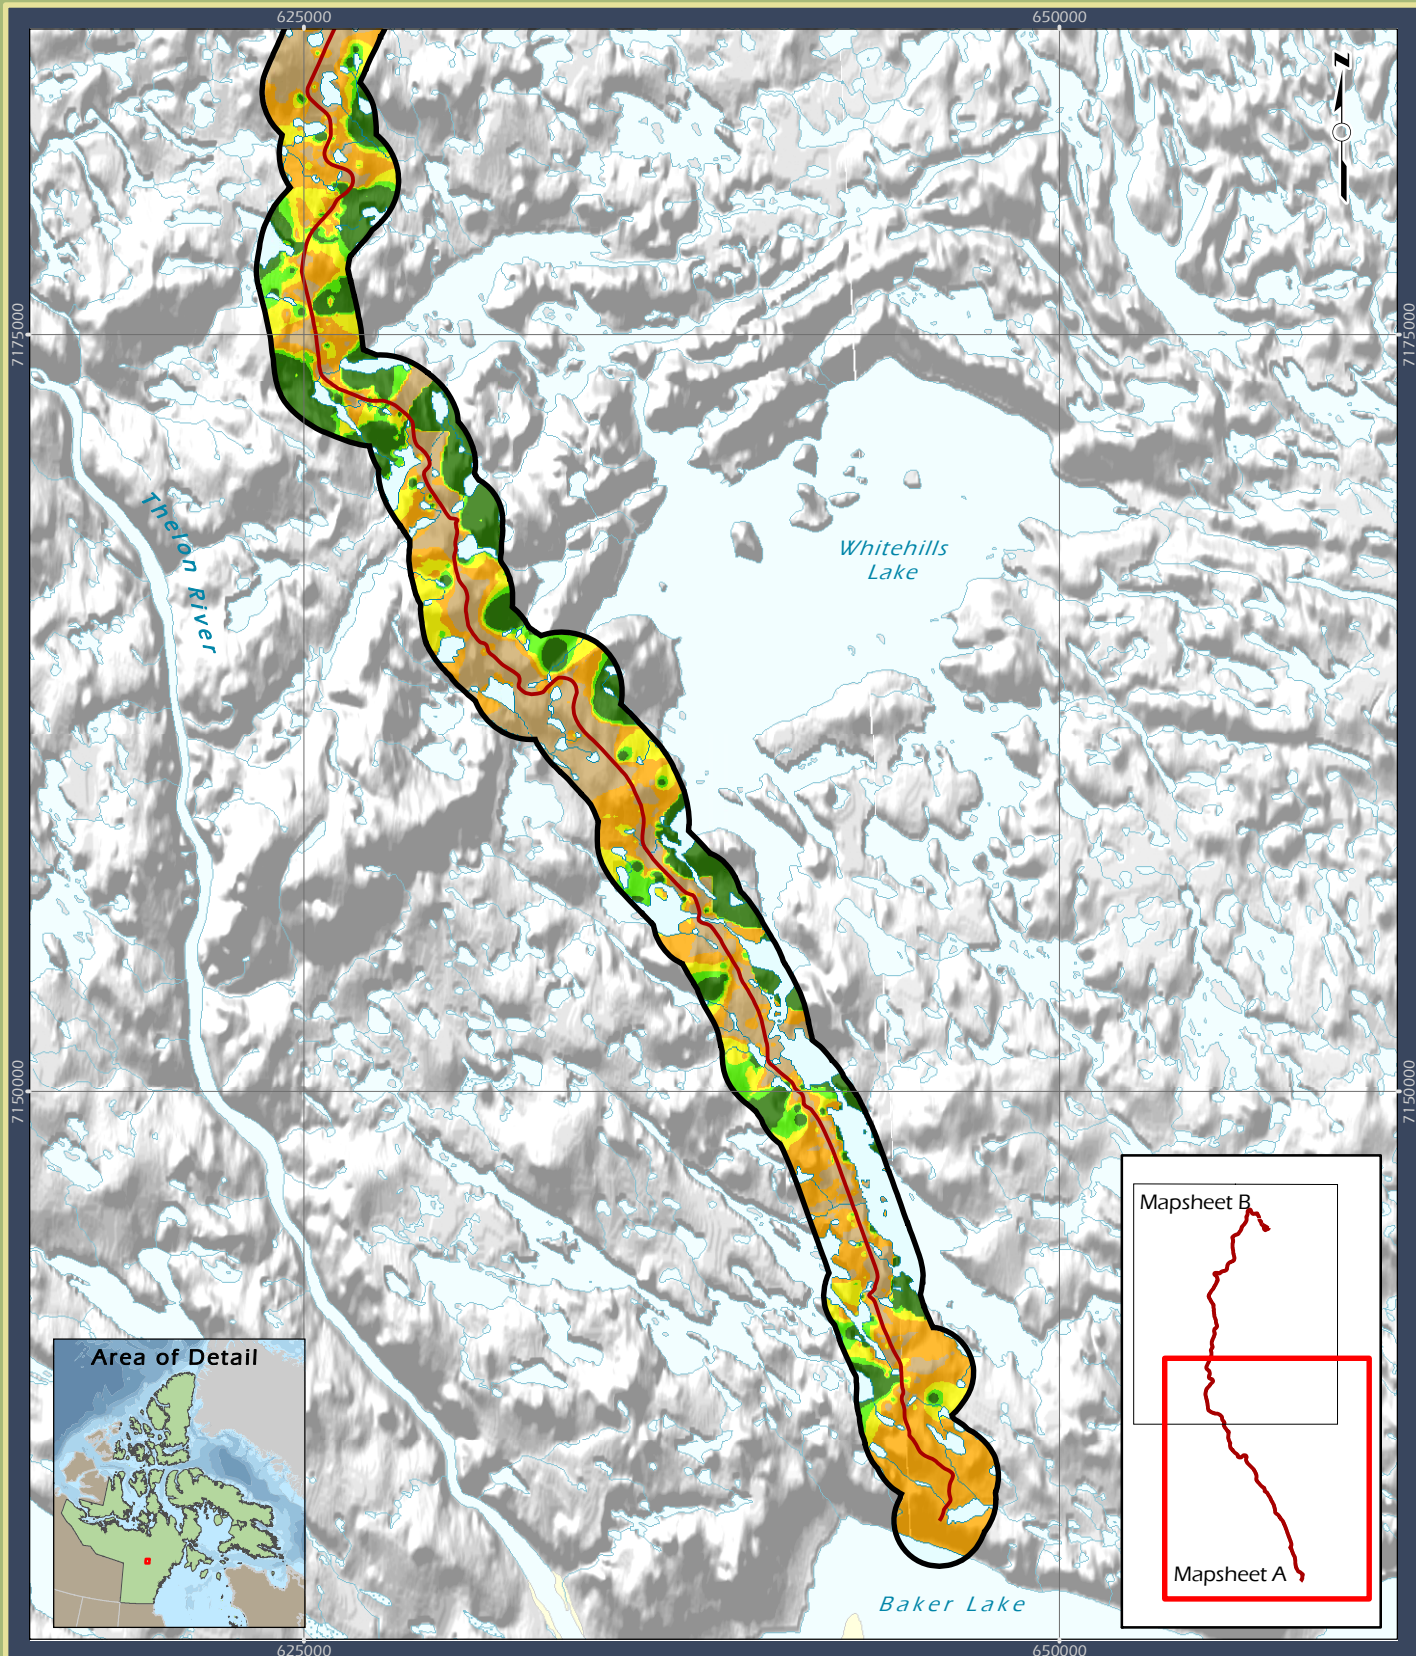 625000
650000
z
7175000
7175000
Thelon River
Whitehills
Lake
7150000
7150000
Mapsheet B
Area of Detail
Mapsheet A
Baker Lake
625000
650000